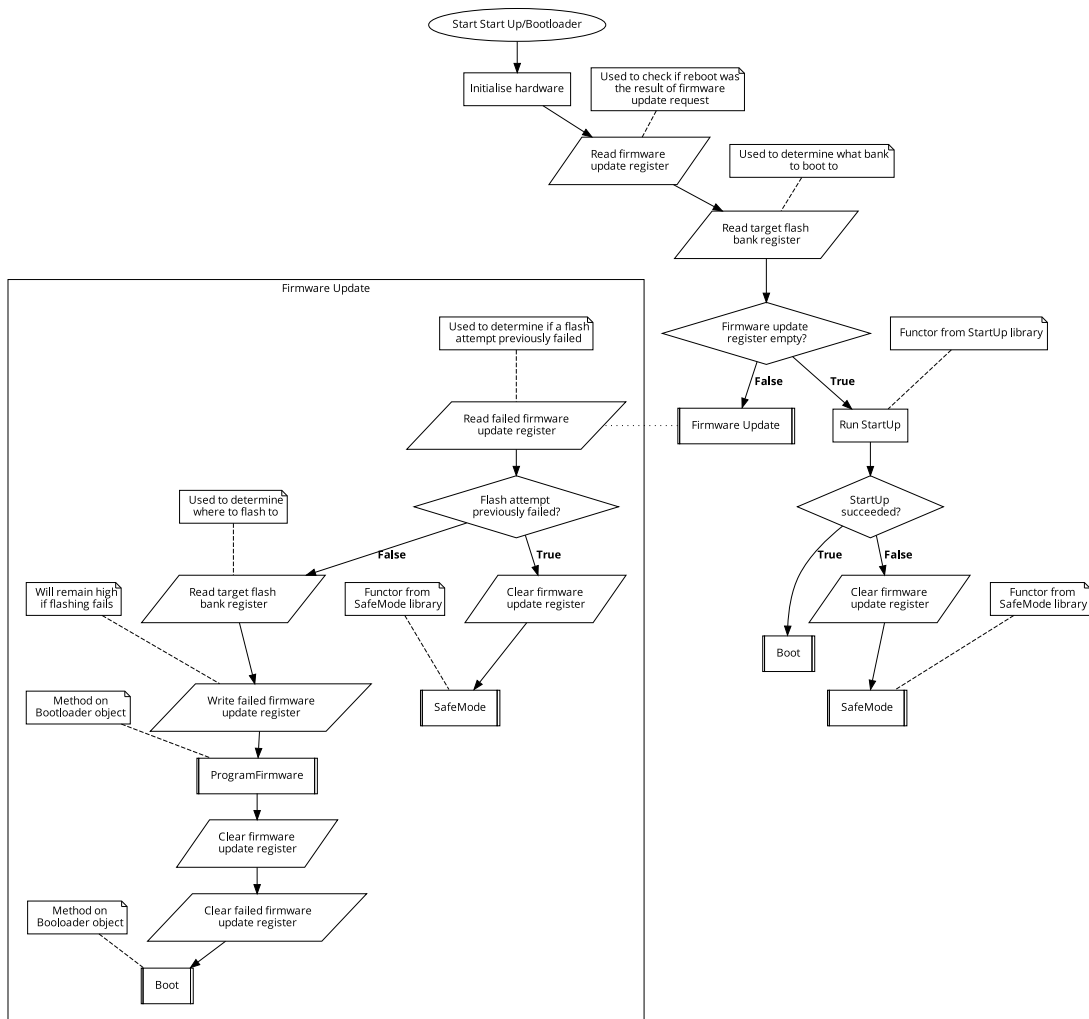 Start Start Up/Bootloader
Initialise hardware
Used to check if reboot was
the result of firmware
update request
Read firmware
update register
Used to determine what bank
to boot to
Read target flash
bank register
Firmware Update
Used to determine if a flash
attempt previously failed
Firmware update
register empty?
Functor from StartUp library
False
True
Read failed firmware
update register
Firmware Update
Run StartUp
Flash attempt
previously failed?
StartUp
succeeded?
Used to determine
where to flash to
False
True
True
False
Will remain high
if flashing fails
Read target flash
bank register
Functor from
SafeMode library
Clear firmware
update register
Clear firmware
update register
Functor from
SafeMode library
Boot
Write failed firmware
update register
SafeMode
SafeMode
Method on
Bootloader object
ProgramFirmware
Clear firmware
update register
Clear failed firmware
update register
Method on
Booloader object
Boot